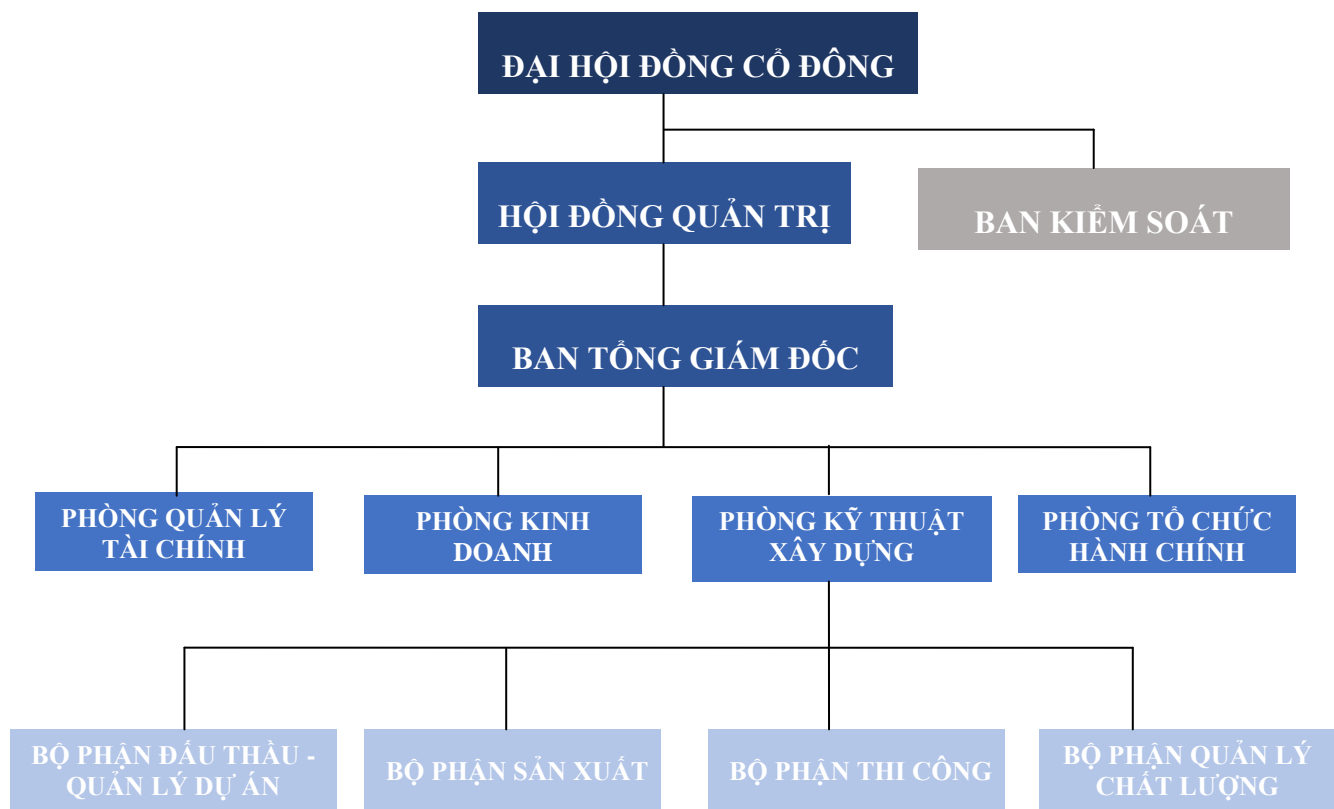 ĐẠI HỘI ĐỒNG CỔ ĐÔNG
HỘI ĐỒNG QUẢN TRỊ
BAN KIỂM SOÁT
BAN TỔNG GIÁM ĐỐC
PHÒNG QUẢN LÝ
TÀI CHÍNH
PHÒNG KINH
DOANH
PHÒNG KỸ THUẬT
XÂY DỰNG
PHÒNG TỔ CHỨC
HÀNH CHÍNH
BỘ PHẬN ĐẤU THẦU -
QUẢN LÝ DỰ ÁN
BỘ PHẬN SẢN XUẤT
BỘ PHẬN THI CÔNG
BỘ PHẬN QUẢN LÝ
CHẤT LƯỢNG